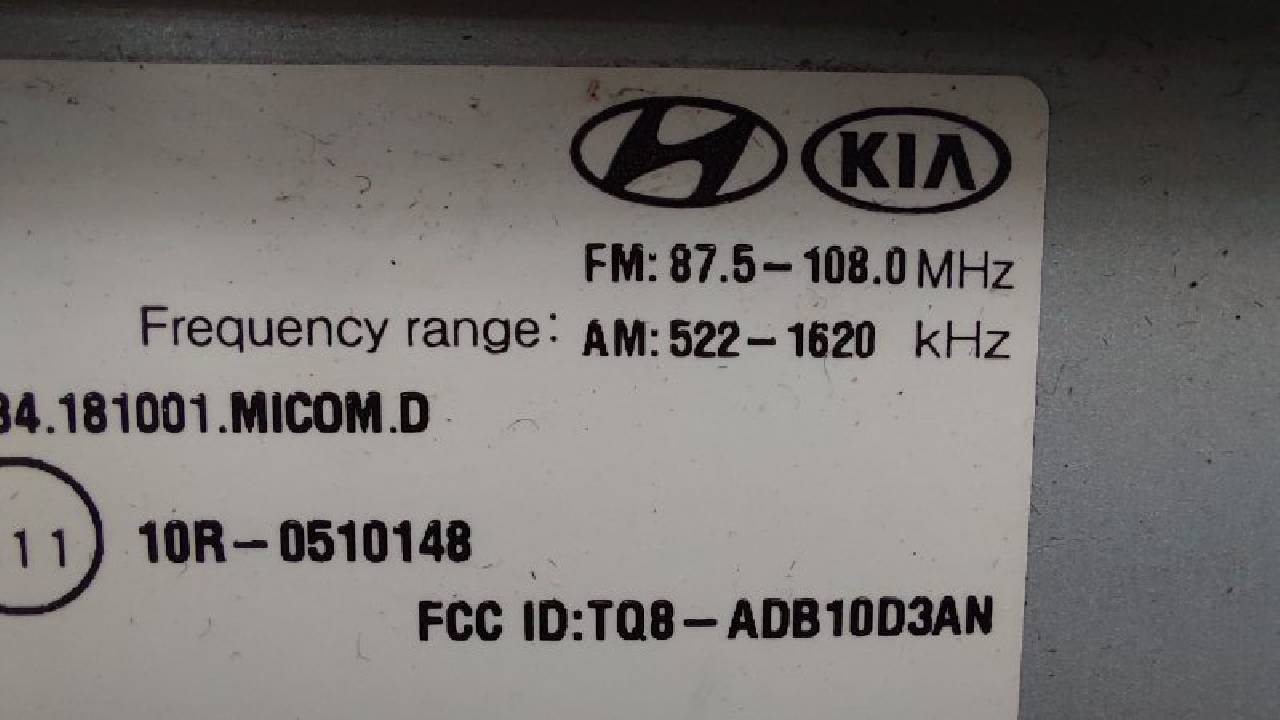 KIA
FM: 87.5-108.0 MHz
Frequency range: AM: 522-1620 kHz
34.181001.MICOM.D
11 10R-0510148
FCC ID:TQ8-ADB10D3AN